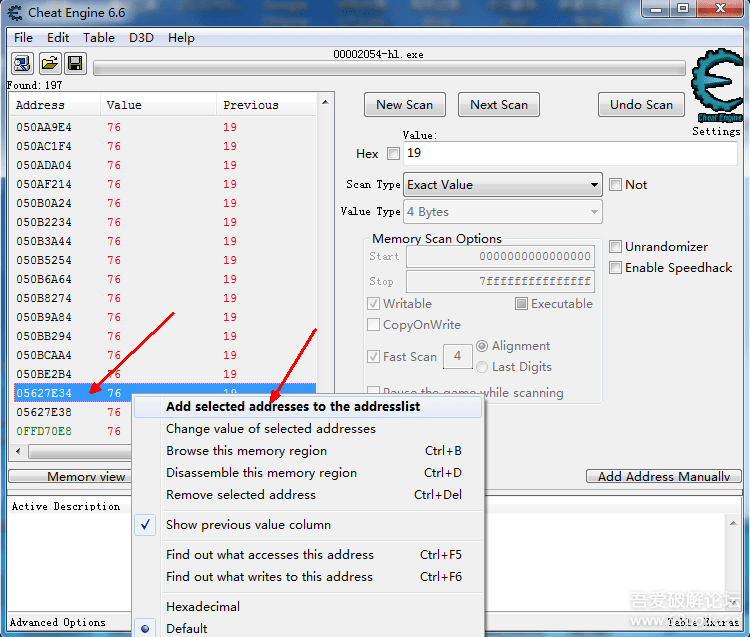 Cheat Engine 6.6
File Edit Table D3D Help
00002054-hl.exe
Found: 197
Address Value Previous
050AA9E4 76 19
050AC1F4 76 19
050ADA04 76 19
050AF214 76 19
050B0A24 76 19
050B2234 76 19
050B3A44 76 19
050B5254 76 19
050B6A64 76 19
050B8274 76 19
050B9A84 76 19
050BB294 76 19
050BCAA4 76 19
050BE2B4 76 19
05627E34 76 19
05627E38 76
0FFD70E8 76
New Scan Next Scan Undo Scan
Cheat Engine
Settings
Value:
Hex 19
Scan Type Exact Value Not
Value Type 4 Bytes
Memory Scan Options
Start 0000000000000000
Stop 7fffffffffffffff
Unrandomizer
Enable Speedhack
Writable Executable
CopyOnWrite
Fast Scan 4 Alignment
Last Digits
Pause the game while scanning
Memory view Add Address Manually
Active Description
Add selected addresses to the addresslist
Change value of selected addresses
Browse this memory region Ctrl+B
Disassemble this memory region Ctrl+D
Remove selected address Ctrl+Del
Show previous value column
Find out what accesses this address Ctrl+F5
Find out what writes to this address Ctrl+F6
Hexadecimal
Default
Advanced Options Table Extras
吾爱破解论坛